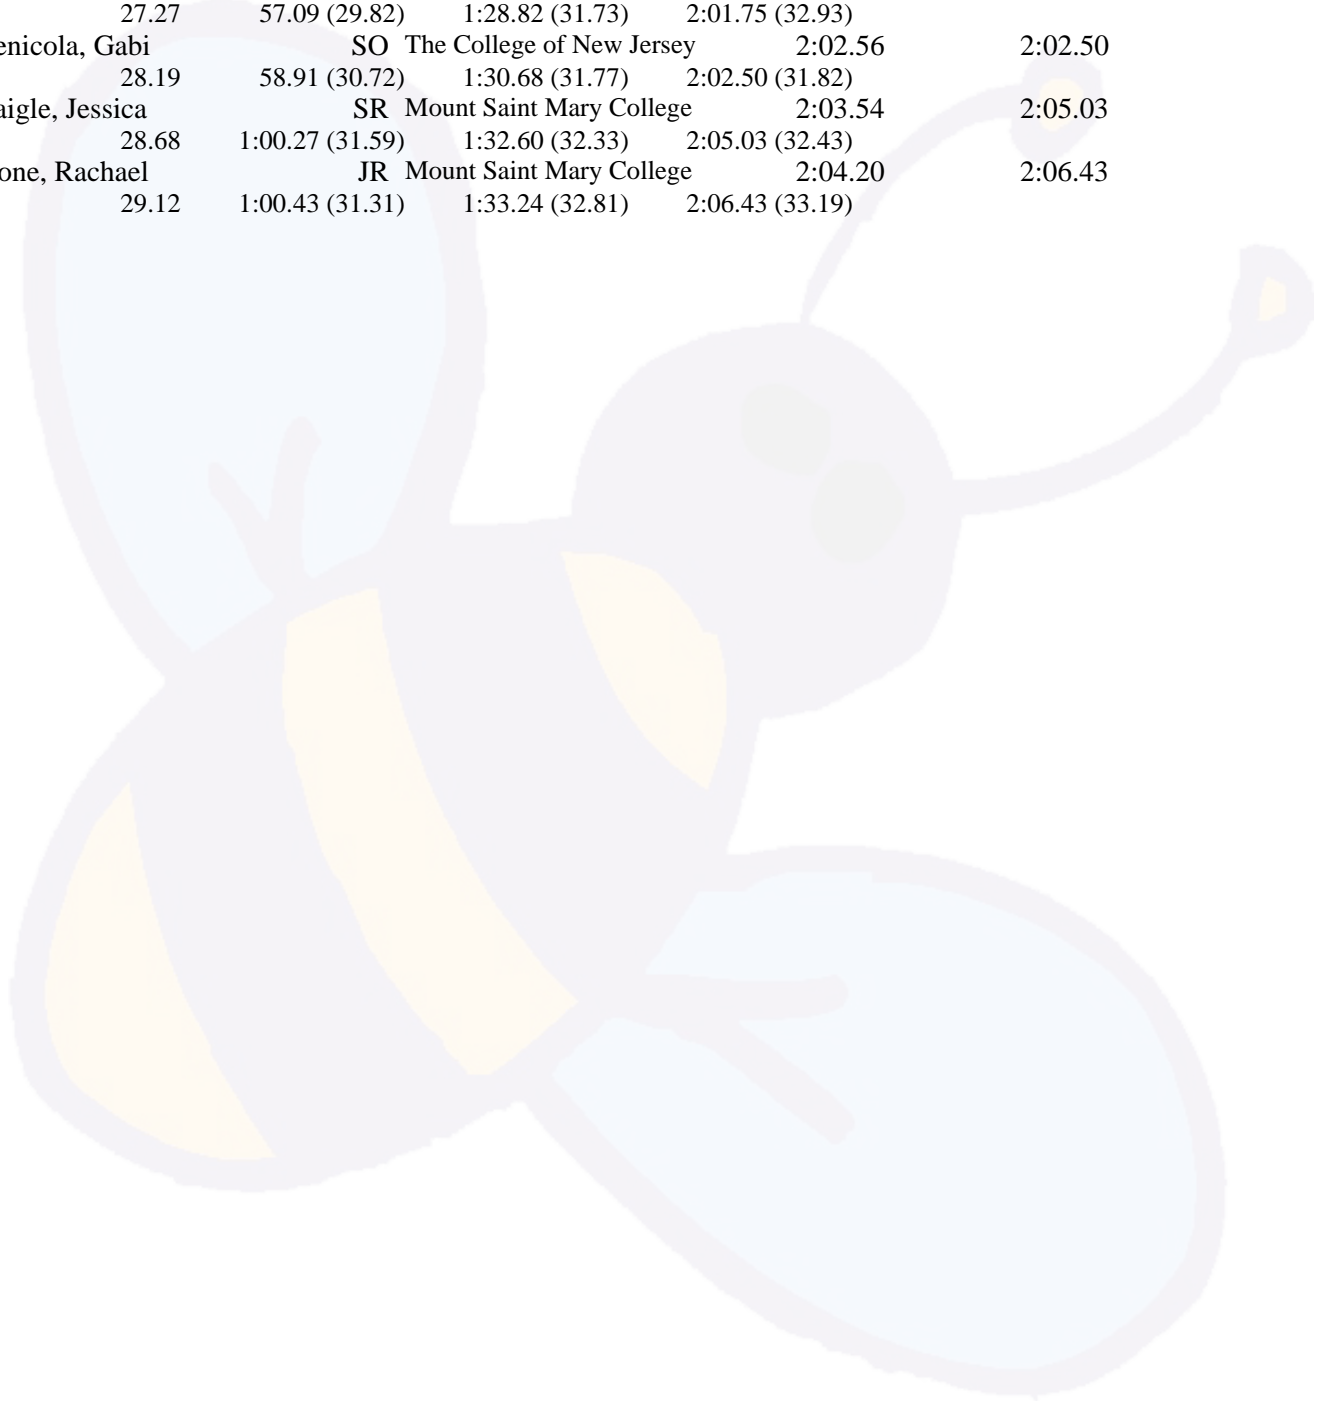 27.27 57.09 (29.82) 1:28.82 (31.73) 2:01.75 (32.93)
enicola, Gabi SO The College of New Jersey 2:02.56 2:02.50
28.19 58.91 (30.72) 1:30.68 (31.77) 2:02.50 (31.82)
aigle, Jessica SR Mount Saint Mary College 2:03.54 2:05.03
28.68 1:00.27 (31.59) 1:32.60 (32.33) 2:05.03 (32.43)
one, Rachael JR Mount Saint Mary College 2:04.20 2:06.43
29.12 1:00.43 (31.31) 1:33.24 (32.81) 2:06.43 (33.19)